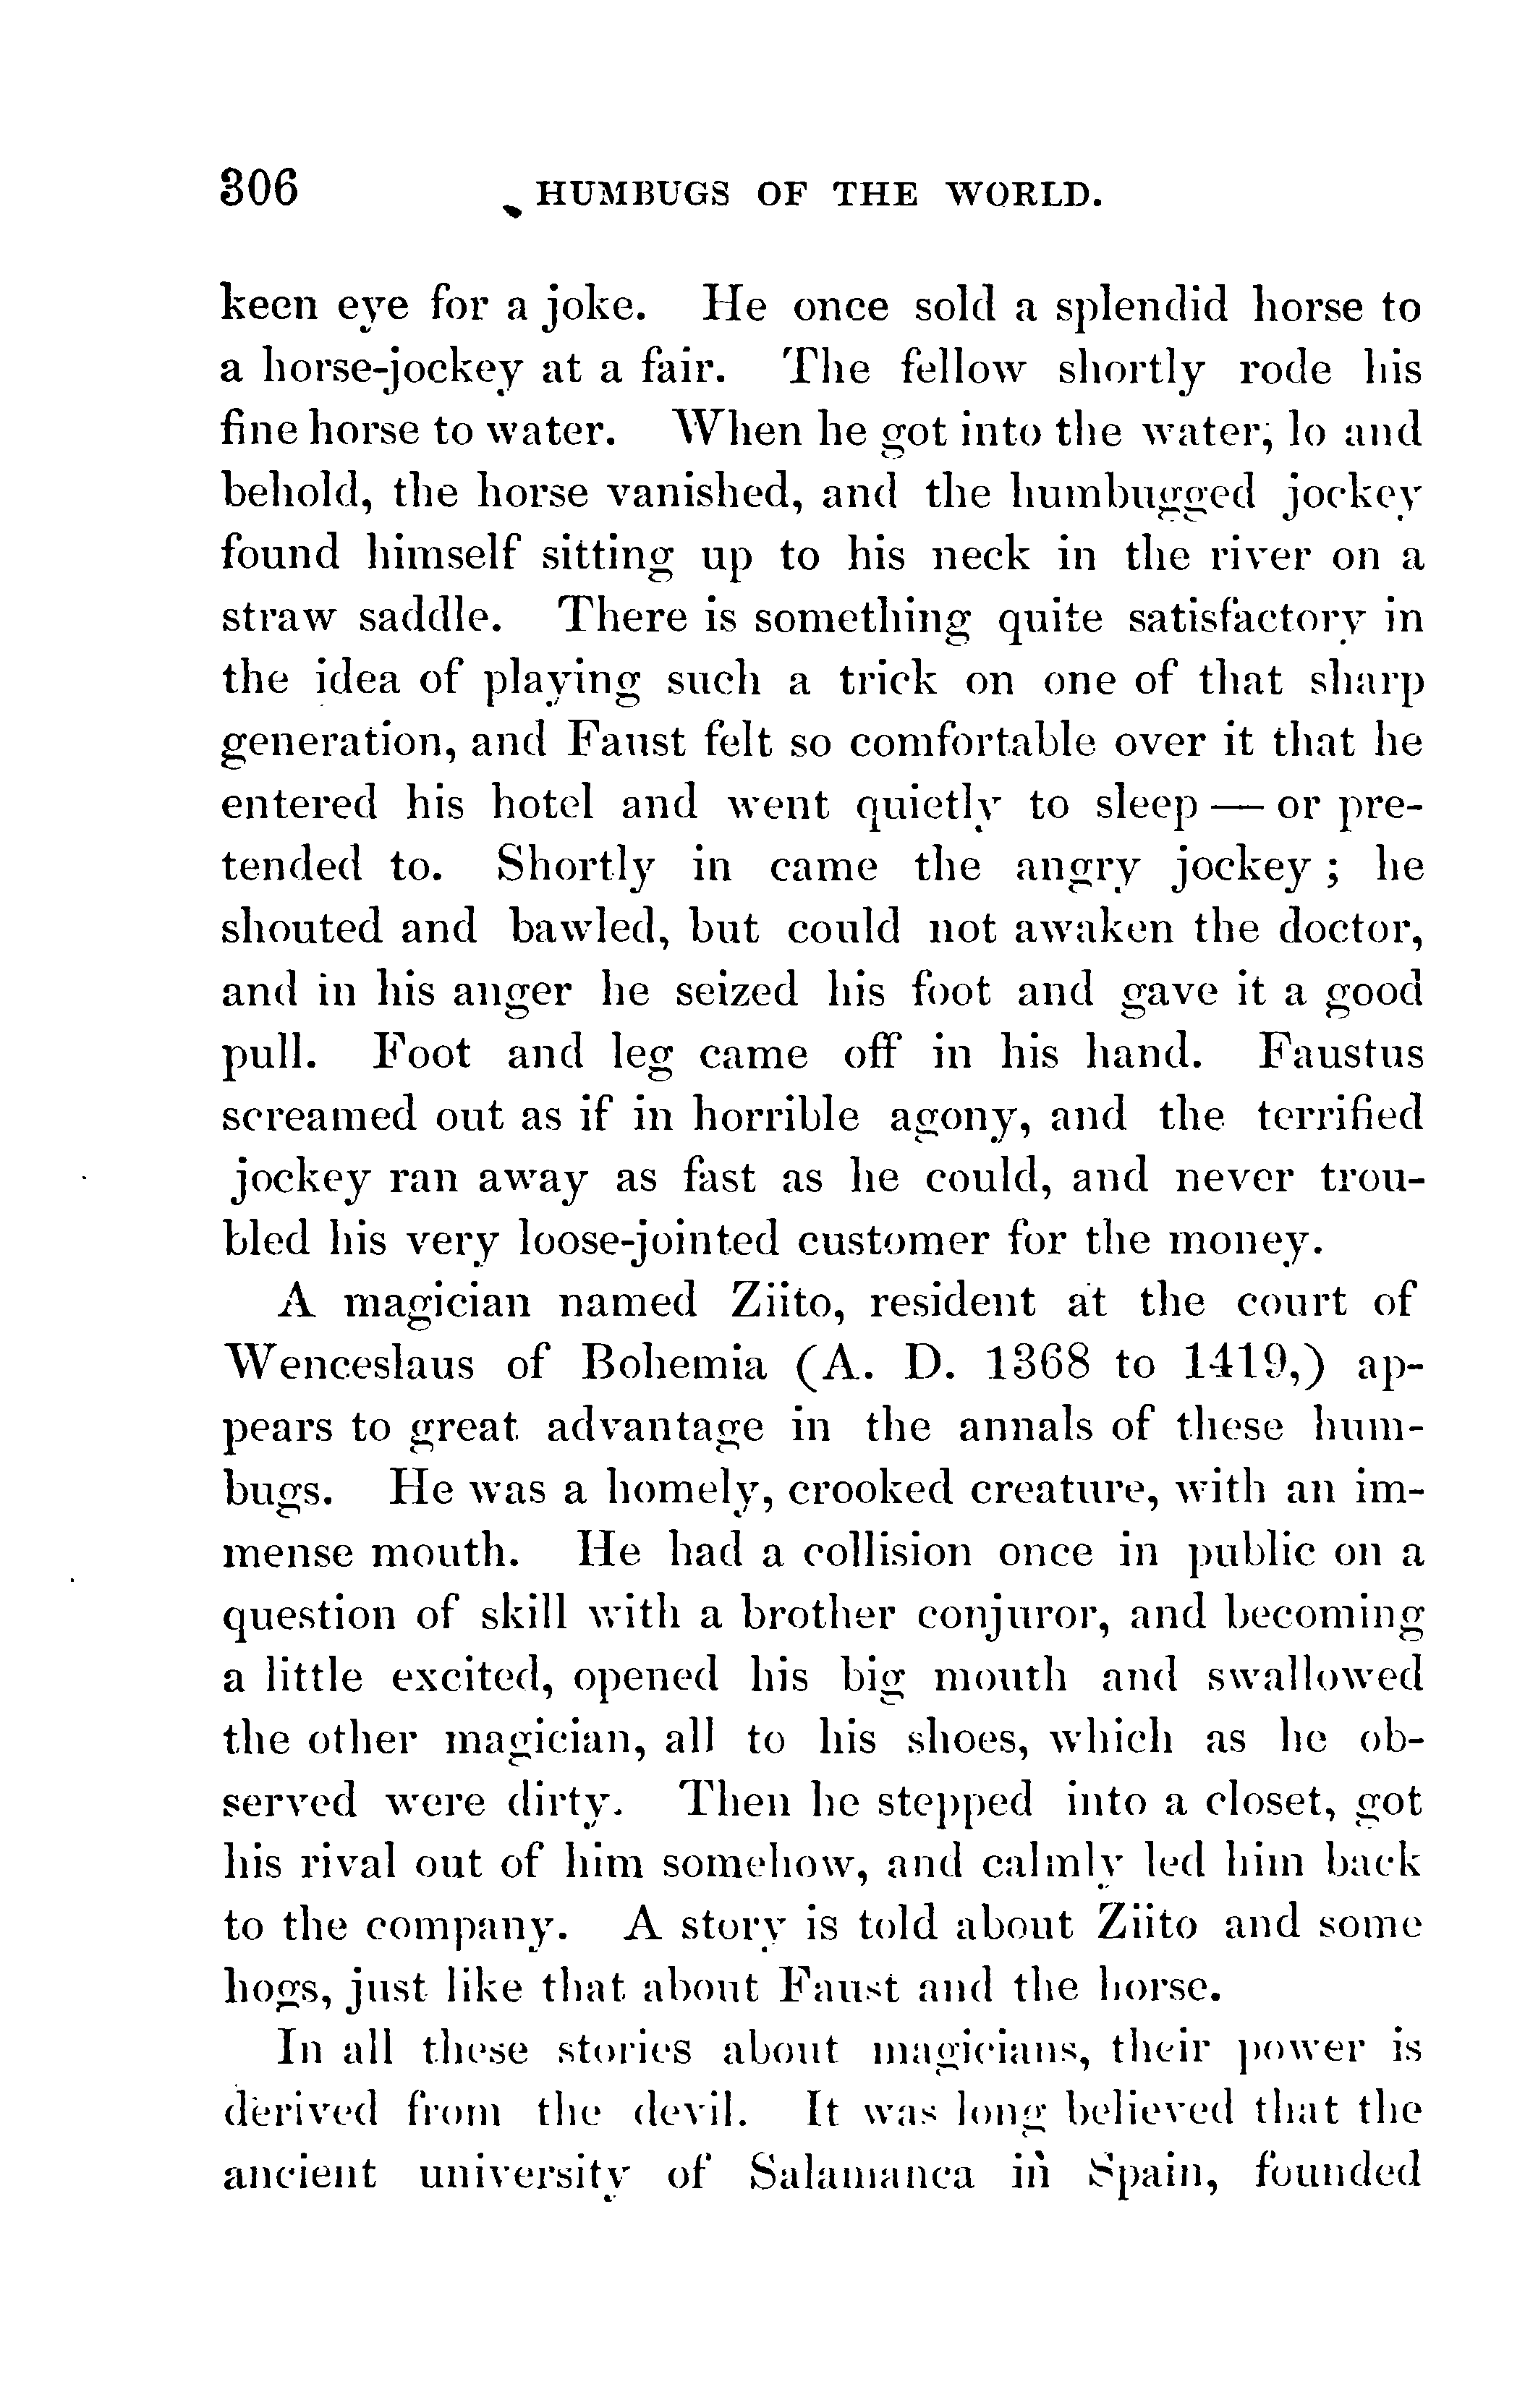 306 HUMBUGS OF THE WORLD.
keen eye for a joke. He once sold a splendid horse to
a horse-jockey at a fair. The fellow shortly rode his
fine horse to water. When he got into the water, lo and
behold, the horse vanished, and the humbugged jockey
found himself sitting up to his neck in the river on a
straw saddle. There is something quite satisfactory in
the idea of playing such a trick on one of that sharp
generation, and Faust felt so comfortable over it that he
entered his hotel and went quietly to sleep — or pre-
tended to. Shortly in came the angry jockey ; he
shouted and bawled, but could not awaken the doctor,
and in his anger he seized his foot and gave it a good
pull. Foot and leg came off in his hand. Faustus
screamed out as if in horrible agony, and the terrified
jockey ran away as fast as he could, and never trou-
bled his very loose-jointed customer for the money.
A magician named Ziito, resident at the court of
Wenceslaus of Bohemia (A. D. 1368 to 1419,) ap-
pears to great advantage in the annals of these hum-
bugs. He was a homely, crooked creature, with an im-
mense mouth. He had a collision once in public on a
question of skill with a brother conjuror, and becoming
a little excited, opened his big mouth and swallowed
the other magician, all to his shoes, which as he ob-
served were dirty. Then he stepped into a closet, got
his rival out of him somehow, and calmly led him back
to the company. A story is told about Ziito and some
hogs, just like that about Faust and the horse.
In all these stories about magicians, their power is
derived from the devil. It was long believed that the
ancient university of Salamanca in Spain, founded